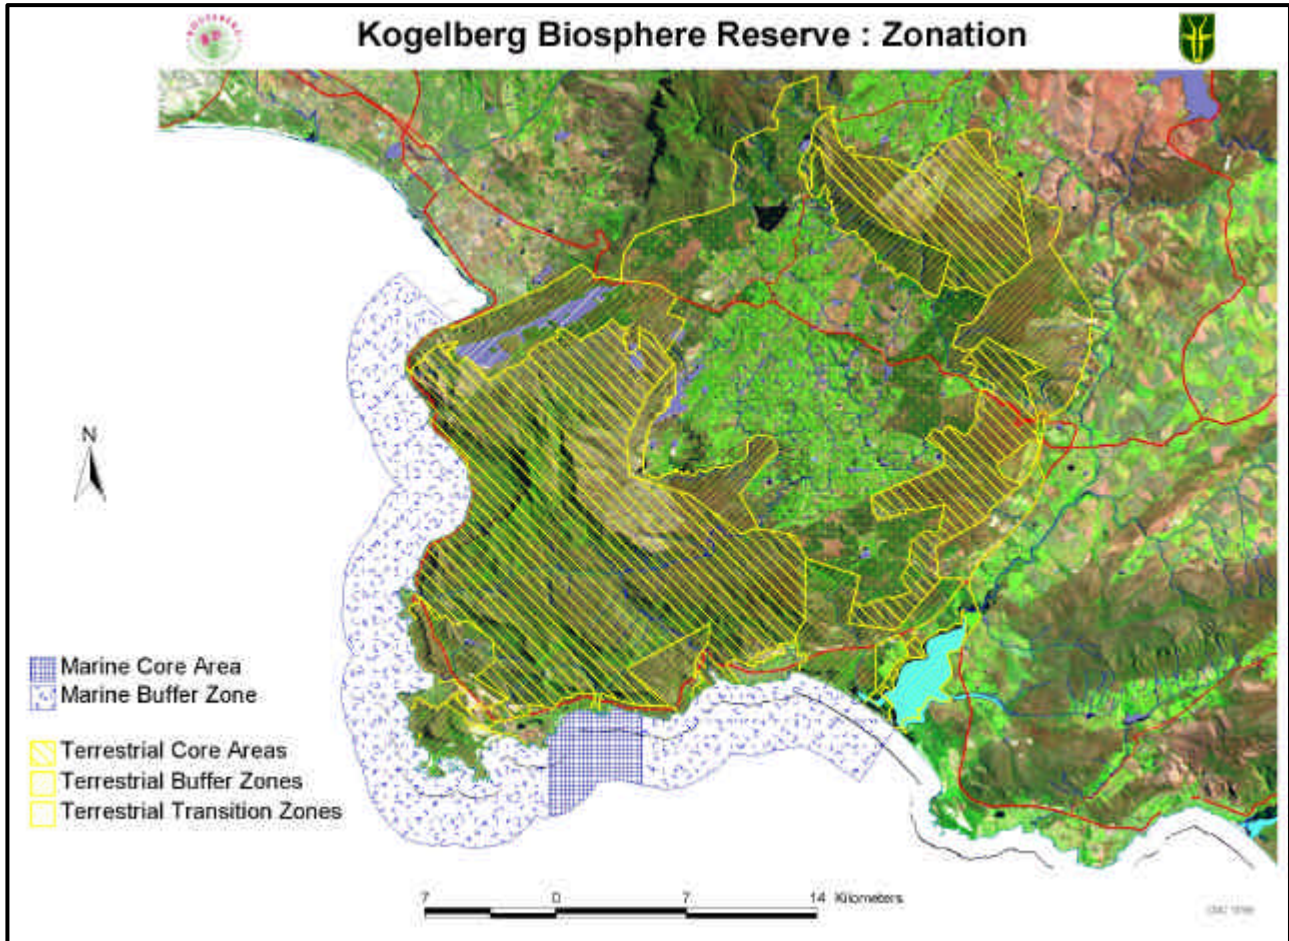 Kogelberg Biosphere Reserve : Zonation
N
Marine Core Area
Marine Buffer Zone
Terrestrial Core Areas
Terrestrial Buffer Zones
Terrestrial Transition Zones
7 0 7 14 Kilometers